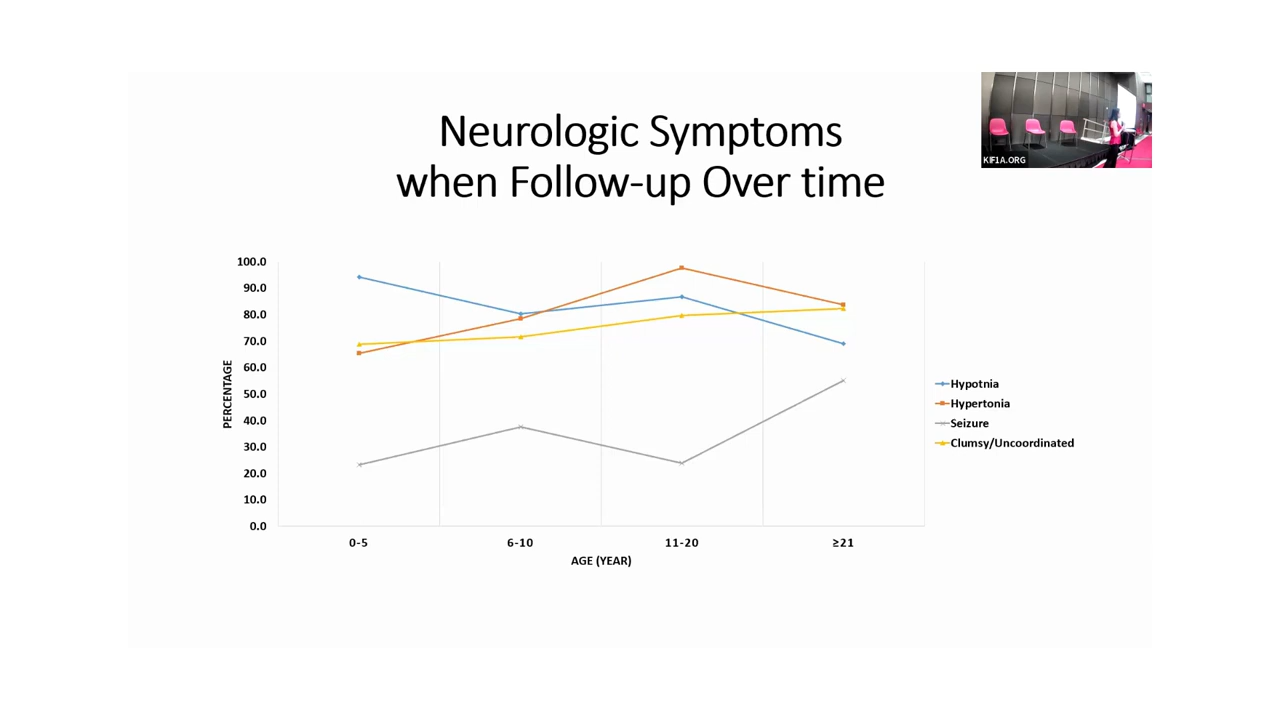 Neurologic Symptoms
when Follow-up Over time
KIF1A.ORG
100.0
90.0
80.0
70.0
60.0
50.0
40.0
30.0
20.0
10.0
0.0
PERCENTAGE
0-5
6-10
11-20
≥21
AGE (YEAR)
Hypotnia
Hypertonia
Seizure
Clumsy/Uncoordinated